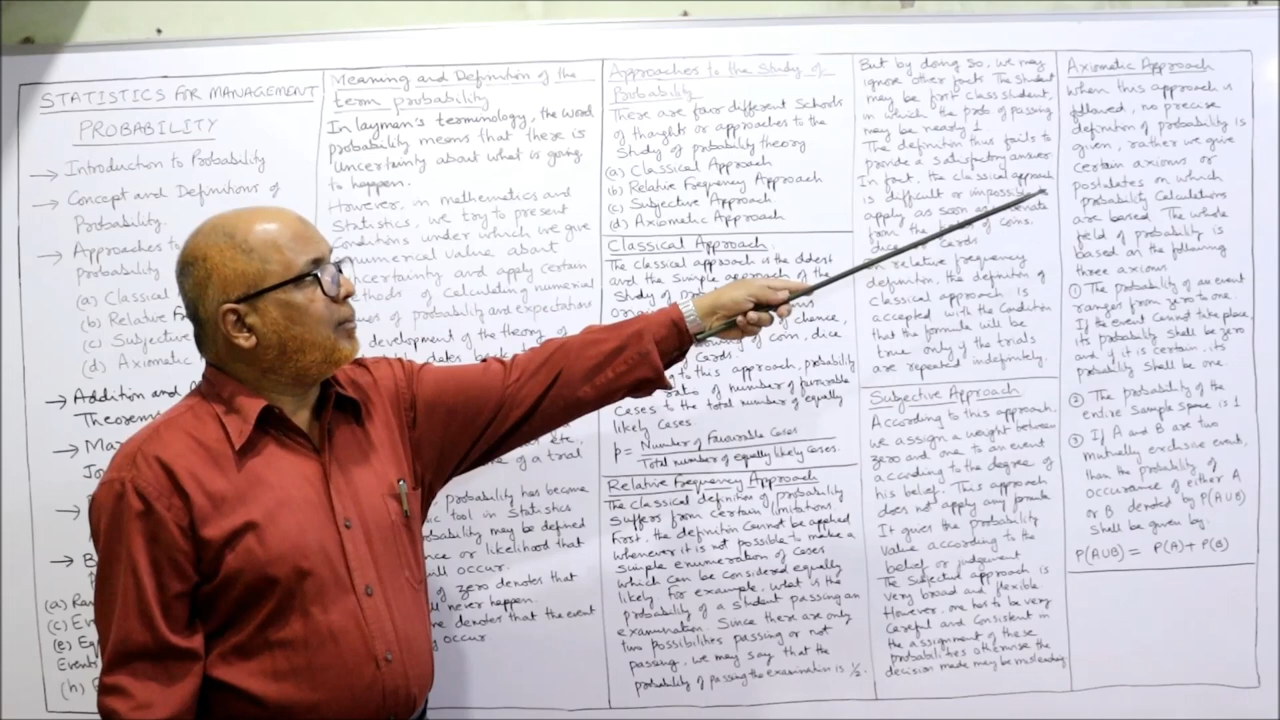 STATISTICS FOR MANAGEMENT
PROBABILITY
→ Introduction to Probability
→ Concept and Definitions of
Probability.
→ Approaches to
probability
(a) Classical
(b) Relative
(c) Subjective
(d) Axiomatic
→ Addition and
Theorems
→
→
→
(a)
(c)
(e)
Events
(h)
Meaning and Definition of the
term probability
In layman's terminology, the word
probability means that there is
Uncertainty about what is going
to happen.
However, in mathematics and
Statistics, we try to present
Conditions under which we give
numerical value about
uncertainty and apply certain
methods of calculating numerical
of probability and expectations
development of the theory of
etc.
of a trial
probability has become
tool in Statistics
probability may be defined
or likelihood that
will occur.
of zero denotes that
never happen.
denotes that the event
occur
Approaches to the Study of
Probability
There are four different Schools
of thoughts or approaches to the
Study of probability theory
(a) Classical Approach
(b) Relative Frequency Approach
(c) Subjective Approach
(d) Axiomatic Approach
Classical Approach.
The classical approach is the oldest
and the simple approach of the
Study of
of chance,
of coin, dice
Cards.
to this approach, probability
ratio of number of favourable
Cases to the total number of equally
likely Cases.
p = Number of Favourable Cases
Total number of equally likely cases.
Relative Frequency Approach
The Classical definition of probability
Suffers from Certain limitations.
First, the definition Cannot be applied
whenever it is not possible to make a
simple enumeration of Cases
which can be considered equally
likely. For example, what is the
probability of a student passing an
examination. Since there are only
two possibilities passing or not
passing, we may say that the
probability of passing the examination is 1/2.
But by doing so, we may
ignore other fact. The student
may be first class student,
in which the prob of passing
may be nearly 1
The definition thus fails to
provide a satisfactory answer.
In fact, the classical approach
is difficult or impossible
apply as soon as
from the of coins.
dice cards
relative frequency
definition, the definition of
classical approach is
accepted with the Condition
that the formula will be
true only if the trials
are repeated indefinitely.
Subjective Approach
According to this approach.
we assign a weight between
zero and one to an event
according to the degree of
his belief. This approach
does not apply any formula
It gives the probability
Value according to the
belief or judgement
The Subjective approach is
very broad and flexible
However, one has to be very
Careful and Consistent in
the assignment of these
probabilities otherwise the
decision made may be misleading
Axiomatic Approach
when this approach is
followed, no precise
definition of probability is
given, rather we give
certain axioms or
postulates on which
probability Calculations
are based. The whole
field of probability is
based on the following
three axioms
① The probability of an event
ranges from zero to one.
If the event Cannot take place,
its probability shall be zero
and if it is certain, its
probability shall be one.
② The probability of the
entire Sample space is 1
③ If A and B are two
mutually exclusive event,
than the probability of
occurance of either A
or B denoted by P(A∪B)
shall be given by.
P(A∪B) = P(A) + P(B)